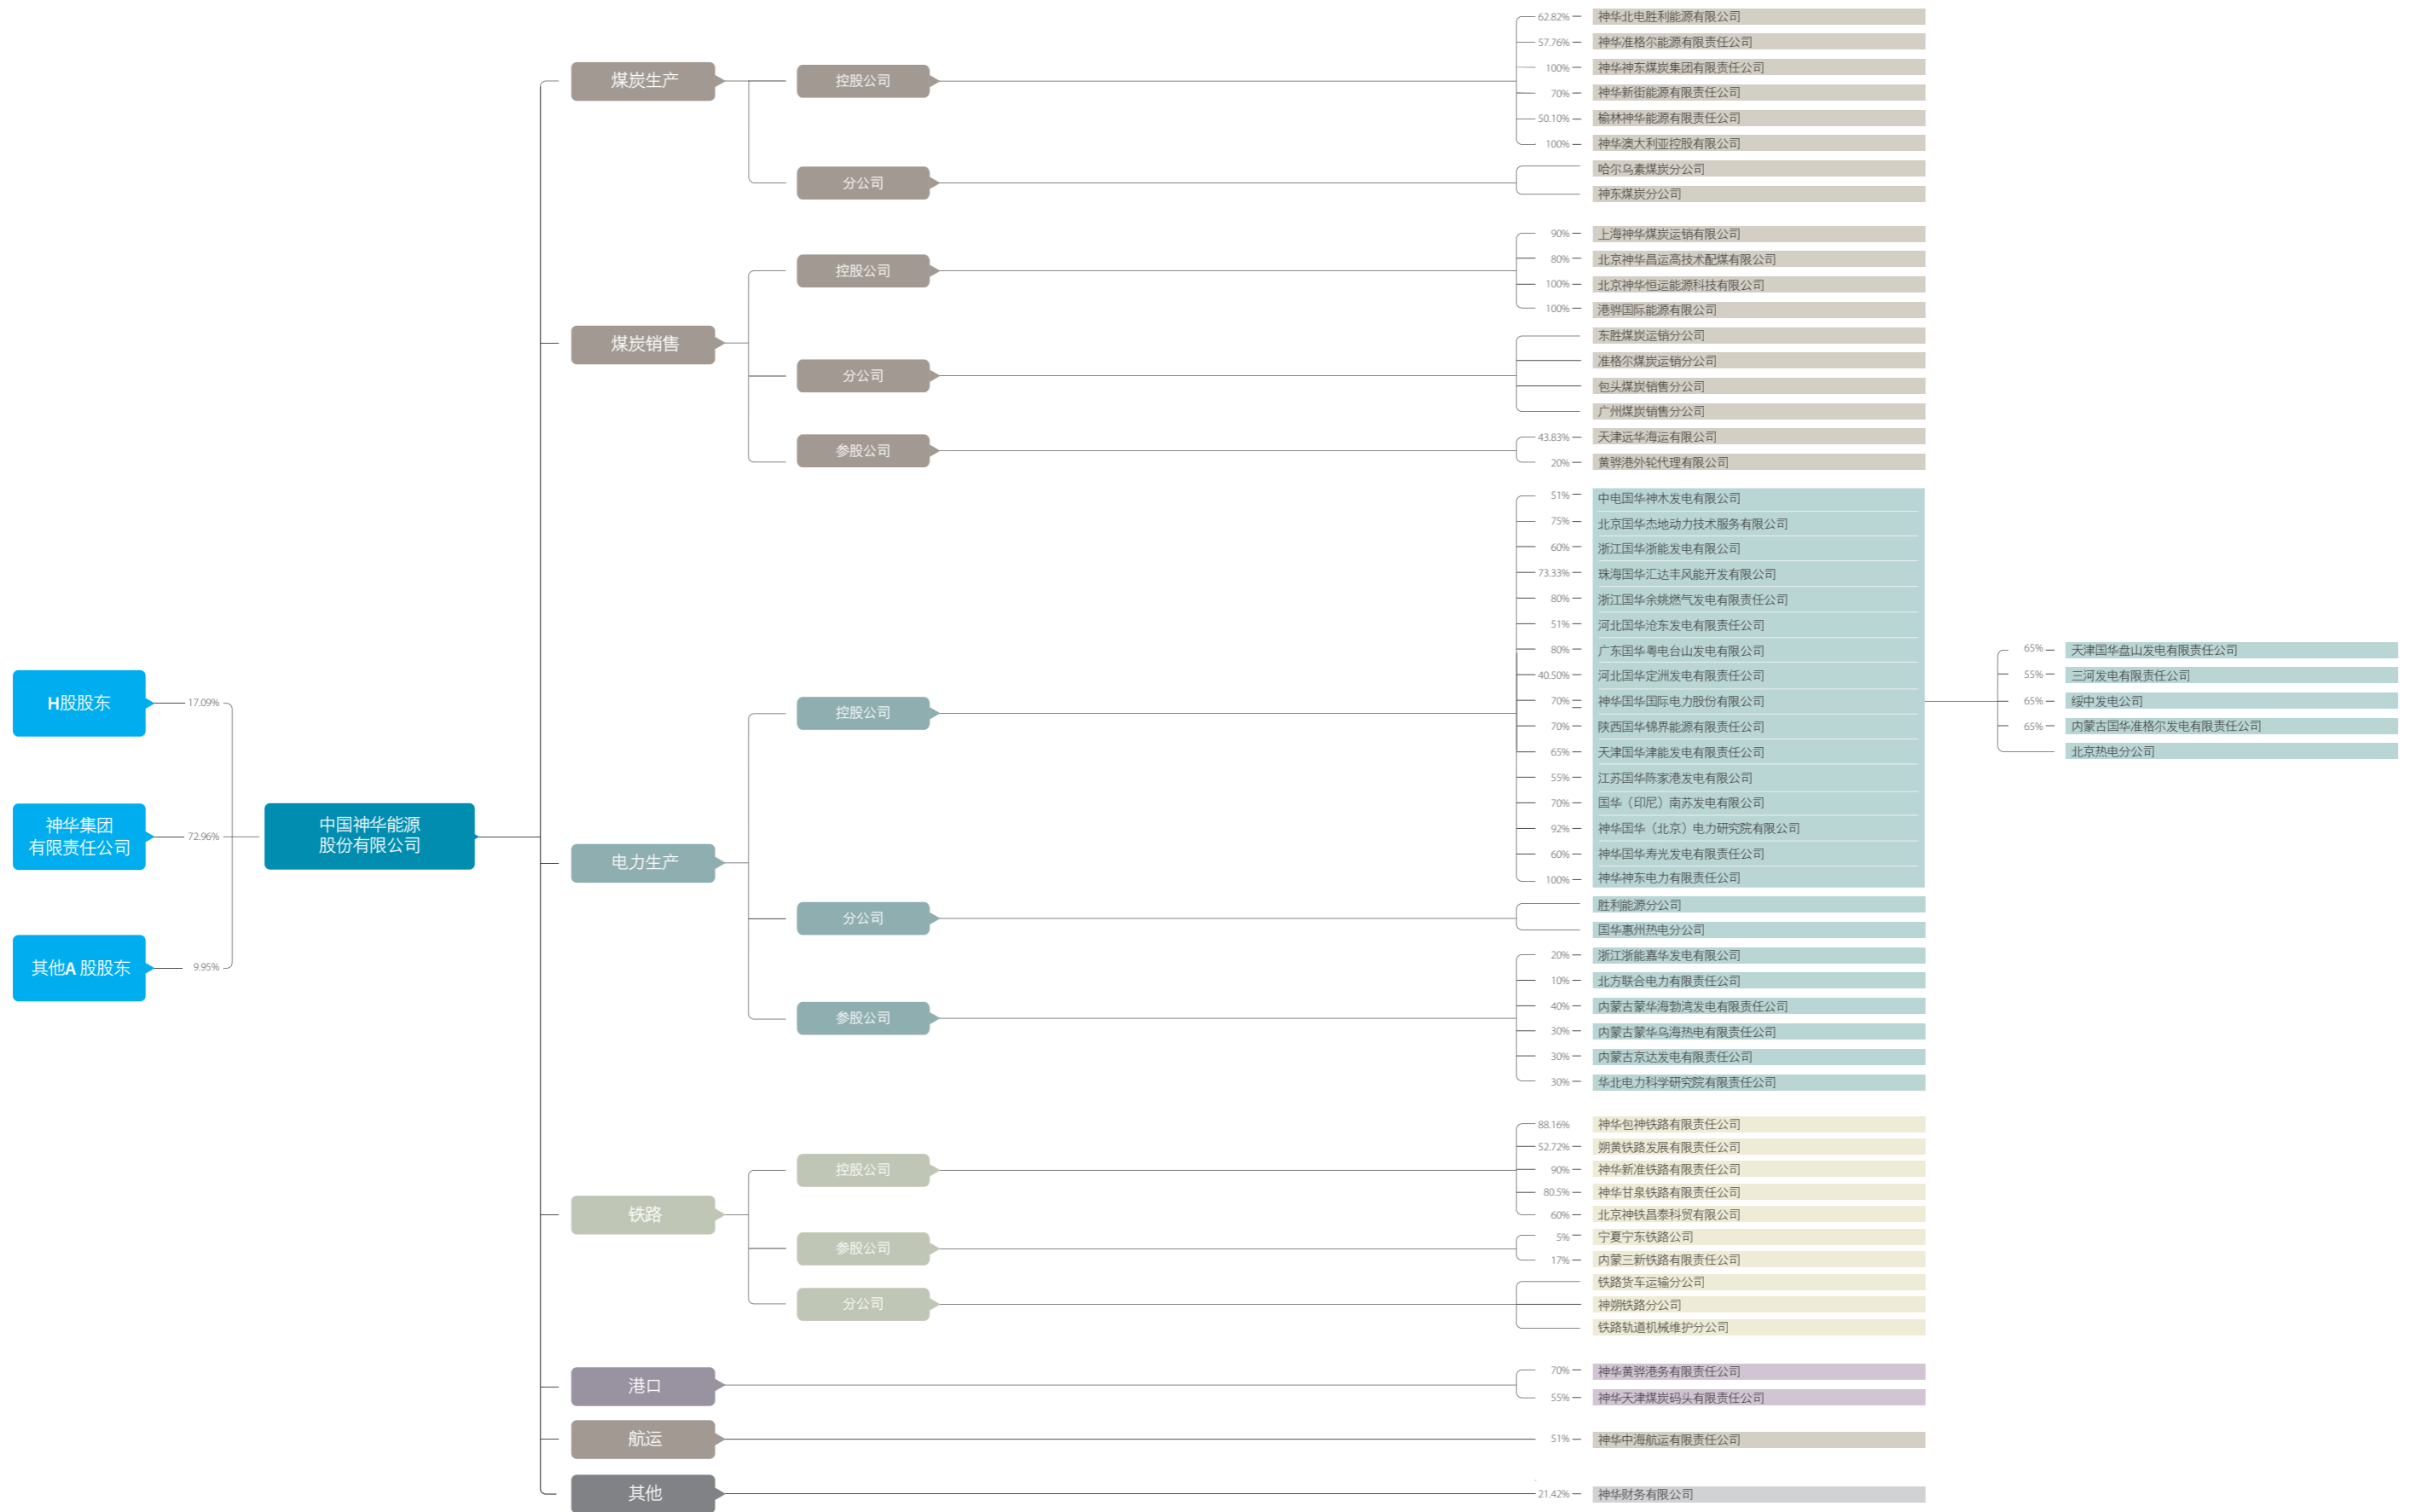 H股股东
17.09%
神华集团
有限责任公司
72.96%
其他A 股股东
9.95%
中国神华能源
股份有限公司
煤炭生产
控股公司
62.82%
神华北电胜利能源有限公司
57.76%
神华准格尔能源有限责任公司
100%
神华神东煤炭集团有限责任公司
70%
神华新街能源有限责任公司
50.10%
榆林神华能源有限责任公司
100%
神华澳大利亚控股有限公司
分公司
哈尔乌素煤炭分公司
神东煤炭分公司
煤炭销售
控股公司
90%
上海神华煤炭运销有限公司
80%
北京神华昌运高技术配煤有限公司
100%
北京神华恒运能源科技有限公司
100%
港骅国际能源有限公司
分公司
东胜煤炭运销分公司
准格尔煤炭运销分公司
包头煤炭销售分公司
广州煤炭销售分公司
参股公司
43.83%
天津远华海运有限公司
20%
黄骅港外轮代理有限公司
电力生产
控股公司
51%
中电国华神木发电有限公司
75%
北京国华杰地动力技术服务有限公司
60%
浙江国华浙能发电有限公司
73.33%
珠海国华汇达丰风能开发有限公司
80%
浙江国华余姚燃气发电有限责任公司
51%
河北国华沧东发电有限责任公司
80%
广东国华粤电台山发电有限公司
40.50%
河北国华定洲发电有限责任公司
70%
神华国华国际电力股份有限公司
70%
陕西国华锦界能源有限责任公司
65%
天津国华津能发电有限责任公司
55%
江苏国华陈家港发电有限公司
70%
国华（印尼）南苏发电有限公司
92%
神华国华（北京）电力研究院有限公司
60%
神华国华寿光发电有限责任公司
100%
神华神东电力有限责任公司
65%
天津国华盘山发电有限责任公司
55%
三河发电有限责任公司
65%
绥中发电公司
65%
内蒙古国华准格尔发电有限责任公司
北京热电分公司
分公司
胜利能源分公司
国华惠州热电分公司
参股公司
20%
浙江浙能嘉华发电有限公司
10%
北方联合电力有限责任公司
40%
内蒙古蒙华海勃湾发电有限责任公司
30%
内蒙古蒙华乌海热电有限责任公司
30%
内蒙古京达发电有限责任公司
30%
华北电力科学研究院有限责任公司
铁路
控股公司
88.16%
神华包神铁路有限责任公司
52.72%
朔黄铁路发展有限责任公司
90%
神华新准铁路有限责任公司
80.5%
神华甘泉铁路有限责任公司
60%
北京神铁昌泰科贸有限公司
参股公司
5%
宁夏宁东铁路公司
17%
内蒙三新铁路有限责任公司
分公司
铁路货车运输分公司
神朔铁路分公司
铁路轨道机械维护分公司
港口
70%
神华黄骅港务有限责任公司
55%
神华天津煤炭码头有限责任公司
航运
51%
神华中海航运有限责任公司
其他
21.42%
神华财务有限公司